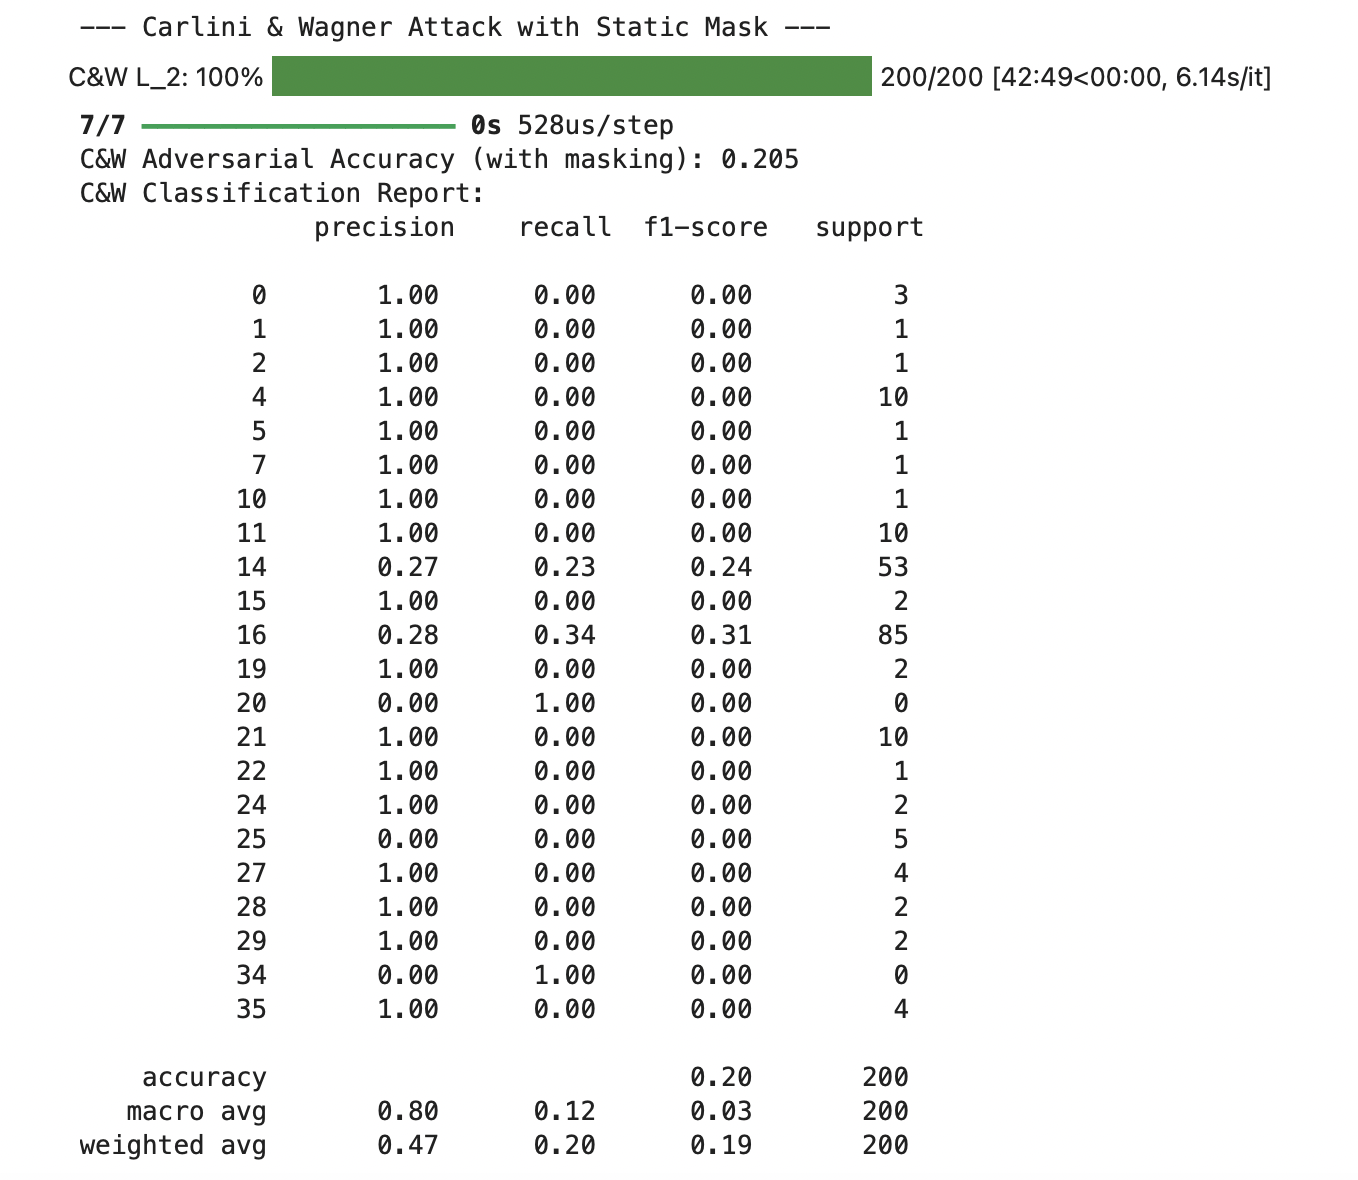 --- Carlini & Wagner Attack with Static Mask ---
C&W L_2: 100% 200/200 [42:49<00:00, 6.14s/it]
7/7 0s 528us/step
C&W Adversarial Accuracy (with masking): 0.205
C&W Classification Report:
precision recall f1-score support
0 1.00 0.00 0.00 3
1 1.00 0.00 0.00 1
2 1.00 0.00 0.00 1
4 1.00 0.00 0.00 10
5 1.00 0.00 0.00 1
7 1.00 0.00 0.00 1
10 1.00 0.00 0.00 1
11 1.00 0.00 0.00 10
14 0.27 0.23 0.24 53
15 1.00 0.00 0.00 2
16 0.28 0.34 0.31 85
19 1.00 0.00 0.00 2
20 0.00 1.00 0.00 0
21 1.00 0.00 0.00 10
22 1.00 0.00 0.00 1
24 1.00 0.00 0.00 2
25 0.00 0.00 0.00 5
27 1.00 0.00 0.00 4
28 1.00 0.00 0.00 2
29 1.00 0.00 0.00 2
34 0.00 1.00 0.00 0
35 1.00 0.00 0.00 4
accuracy 0.20 200
macro avg 0.80 0.12 0.03 200
weighted avg 0.47 0.20 0.19 200